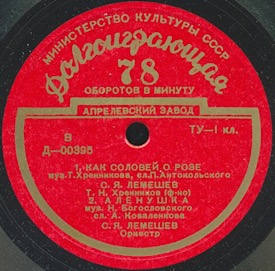 МИНИСТЕРСТВО КУЛЬТУРЫ СССР
Долгоиграющая
78
ОБОРОТОВ В МИНУТУ
АПРЕЛЕВСКИЙ ЗАВОД
ТУ—1 кл.
В
Д—00395
1. КАК СОЛОВЕЙ О РОЗЕ
муз. Т. Хренникова, сл. П. Антокольского
С. Я. ЛЕМЕШЕВ
Т. Н. Хренников (ф-но)
2. АЛЕНУШКА
муз. Н. Богословского
сл. А. Коваленкова
С. Я. ЛЕМЕШЕВ
Оркестр